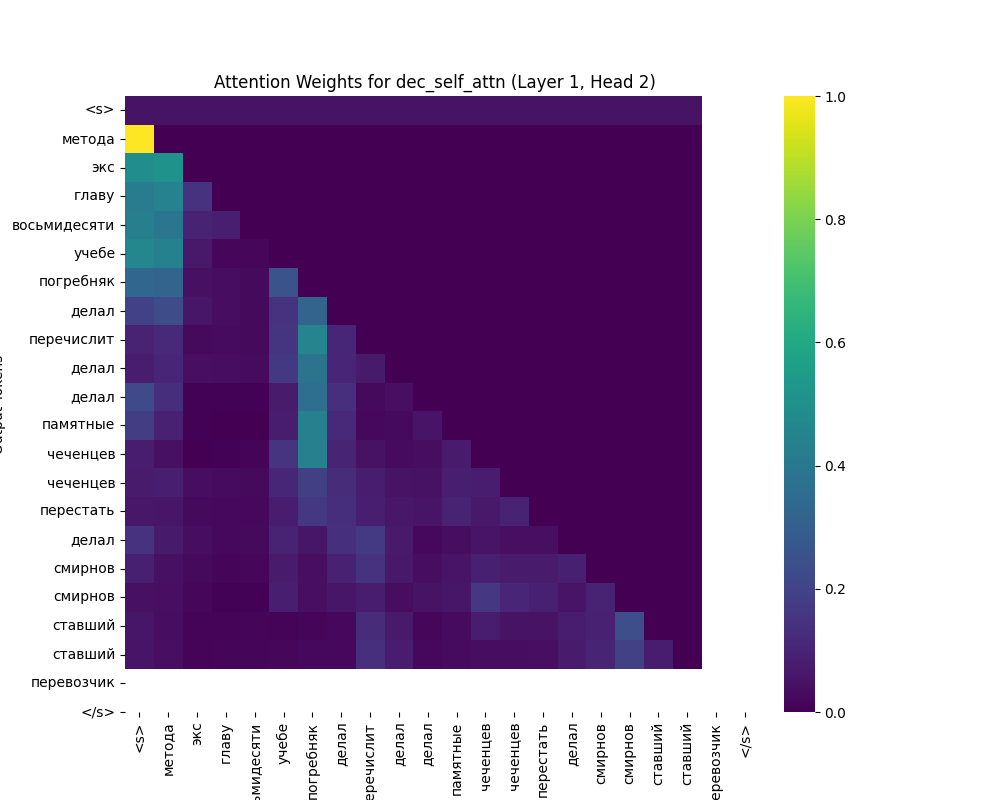 Attention Weights for dec_self_attn (Layer 1, Head 2)
<s>
метода
экс
главу
восьмидесяти
учебе
погребняк
делал
перечислит
делал
делал
памятные
чеченцев
чеченцев
перестать
делал
смирнов
смирнов
ставший
ставший
перевозчик
</s>
<s>
метода
экс
главу
ьмидесяти
учебе
погребняк
делал
еречислит
делал
делал
памятные
чеченцев
чеченцев
перестать
делал
смирнов
смирнов
ставший
ставший
еревозчик
</s>
1.0
0.8
0.6
0.4
0.2
0.0